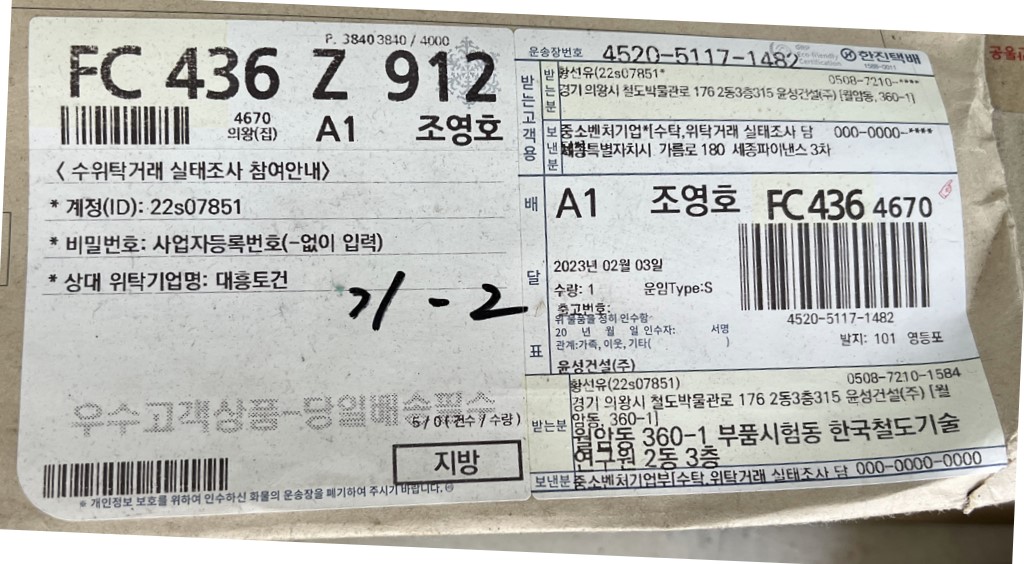 P. 3840 3840 / 4000
FC 436 Z 912
4670
의왕(집)
A1 조영호
< 수위탁거래 실태조사 참여안내>
* 계정(ID): 22s07851
* 비밀번호: 사업자등록번호(-없이 입력)
* 상대 위탁기업명: 대흥토건
기-2
우수고객상품-당일배송필수
5/0(건수/수량)
지방
* 개인정보 보호를 위하여 인수하신 화물의 운송장을 폐기하여 주시기 바랍니다.
운송장번호 4520-5117-1482
Eco-friendly Certification
한진택배
1588-0011
받는고객용
받는분
황선유(22s07851* 0508-7210-****
경기 의왕시 철도박물관로 176 2동3층315 윤성건설(주) [월암동, 360-1]
보낸분
중소벤처기업*[수탁,위탁거래 실태조사 담 000-0000-****
세종특별자치시 가름로 180 세종파이낸스 3차
배달표
A1 조영호 FC 436 4670
2023년 02월 03일
수량: 1 운임Type:S
출고번호:
위 물품을 정히 인수함
20 년 월 일 인수자: 서명
관계:가족, 이웃, 기타( )
4520-5117-1482
발지: 101 영등포
윤성건설(주)
받는분
황선유(22s07851) 0508-7210-1584
경기 의왕시 철도박물관로 176 2동3층315 윤성건설(주) [월
암동, 360-1]
월암동 360-1 부품시험동 한국철도기술
연구원 2동 3층
보낸분 중소벤처기업부[수탁,위탁거래 실태조사 담 000-0000-0000